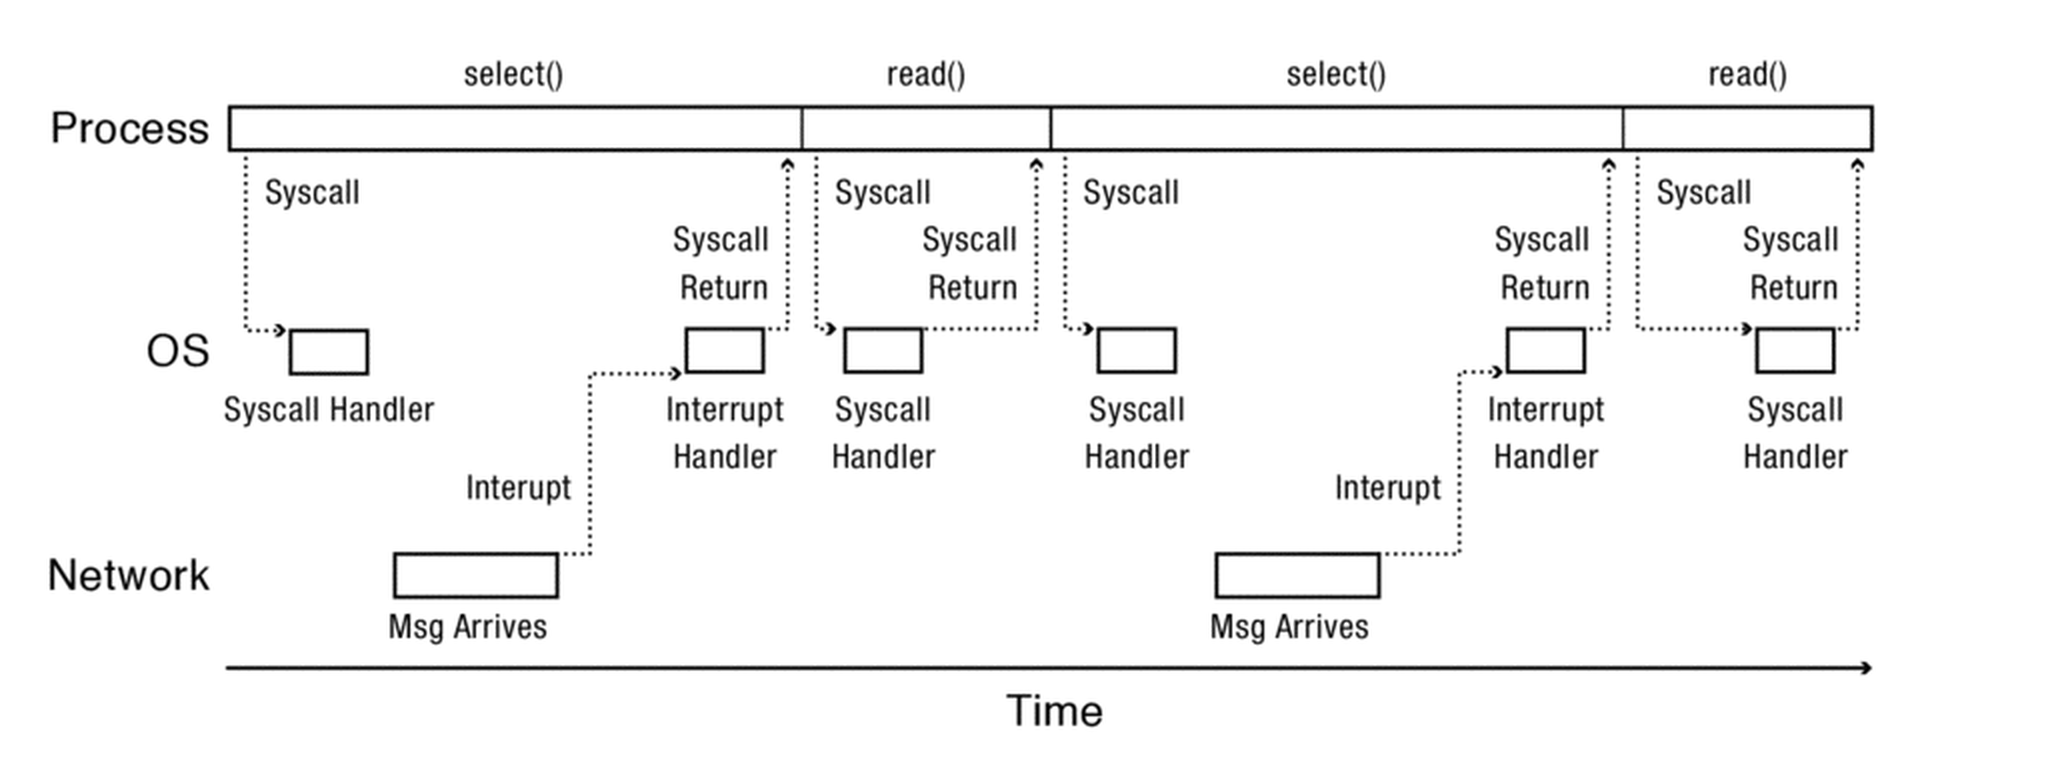 select()
read()
select()
read()
Process
Syscall
Syscall
Return
Syscall
Syscall
Return
Syscall
Syscall
Return
Syscall
Syscall
Return
OS
Syscall Handler
Interrupt
Handler
Syscall
Handler
Syscall
Handler
Interrupt
Handler
Syscall
Handler
Interupt
Interupt
Network
Msg Arrives
Msg Arrives
Time